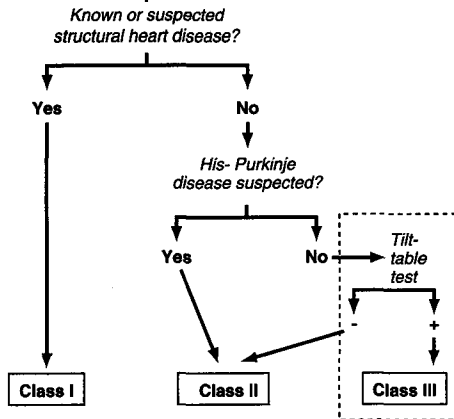 Known or suspected
structural heart disease?
Yes
No
His- Purkinje
disease suspected?
Yes
No
Tilt-
table
test
-
+
Class I
Class II
Class III